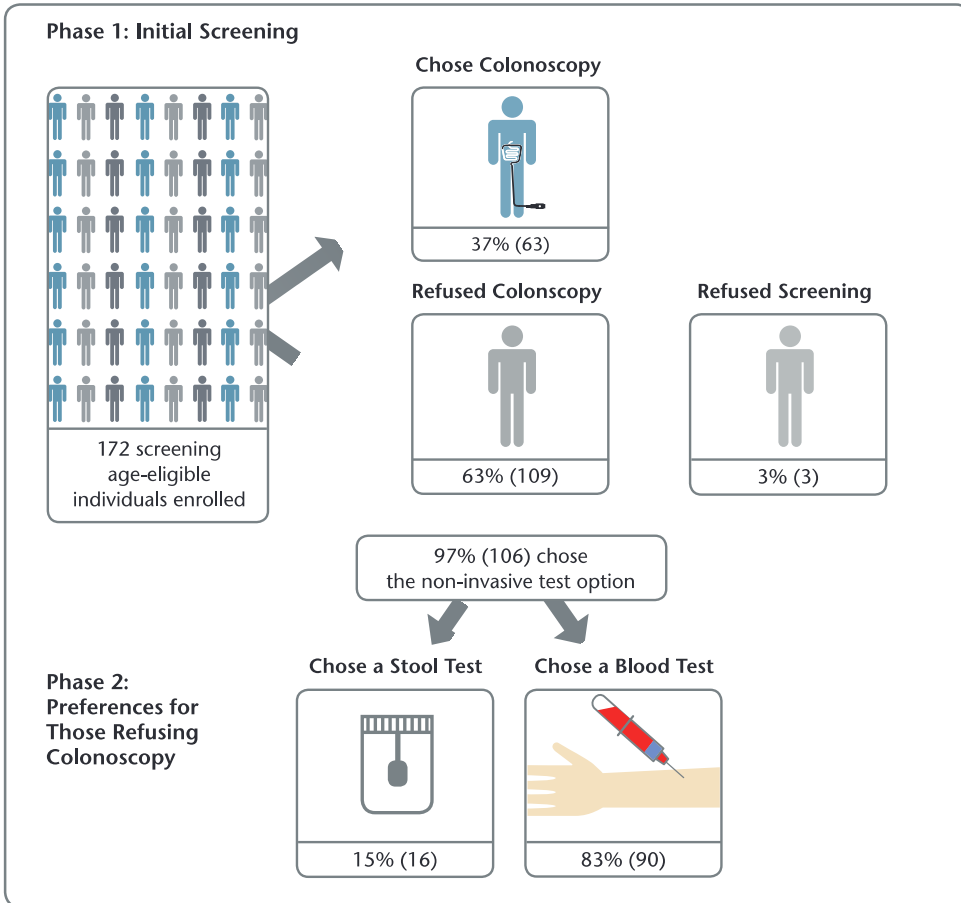 Phase 1: Initial Screening
Chose Colonoscopy
37% (63)
Refused Colonscopy
Refused Screening
172 screening
age-eligible
individuals enrolled
63% (109)
3% (3)
97% (106) chose
the non-invasive test option
Phase 2:
Preferences for
Those Refusing
Colonoscopy
Chose a Stool Test
Chose a Blood Test
15% (16)
83% (90)